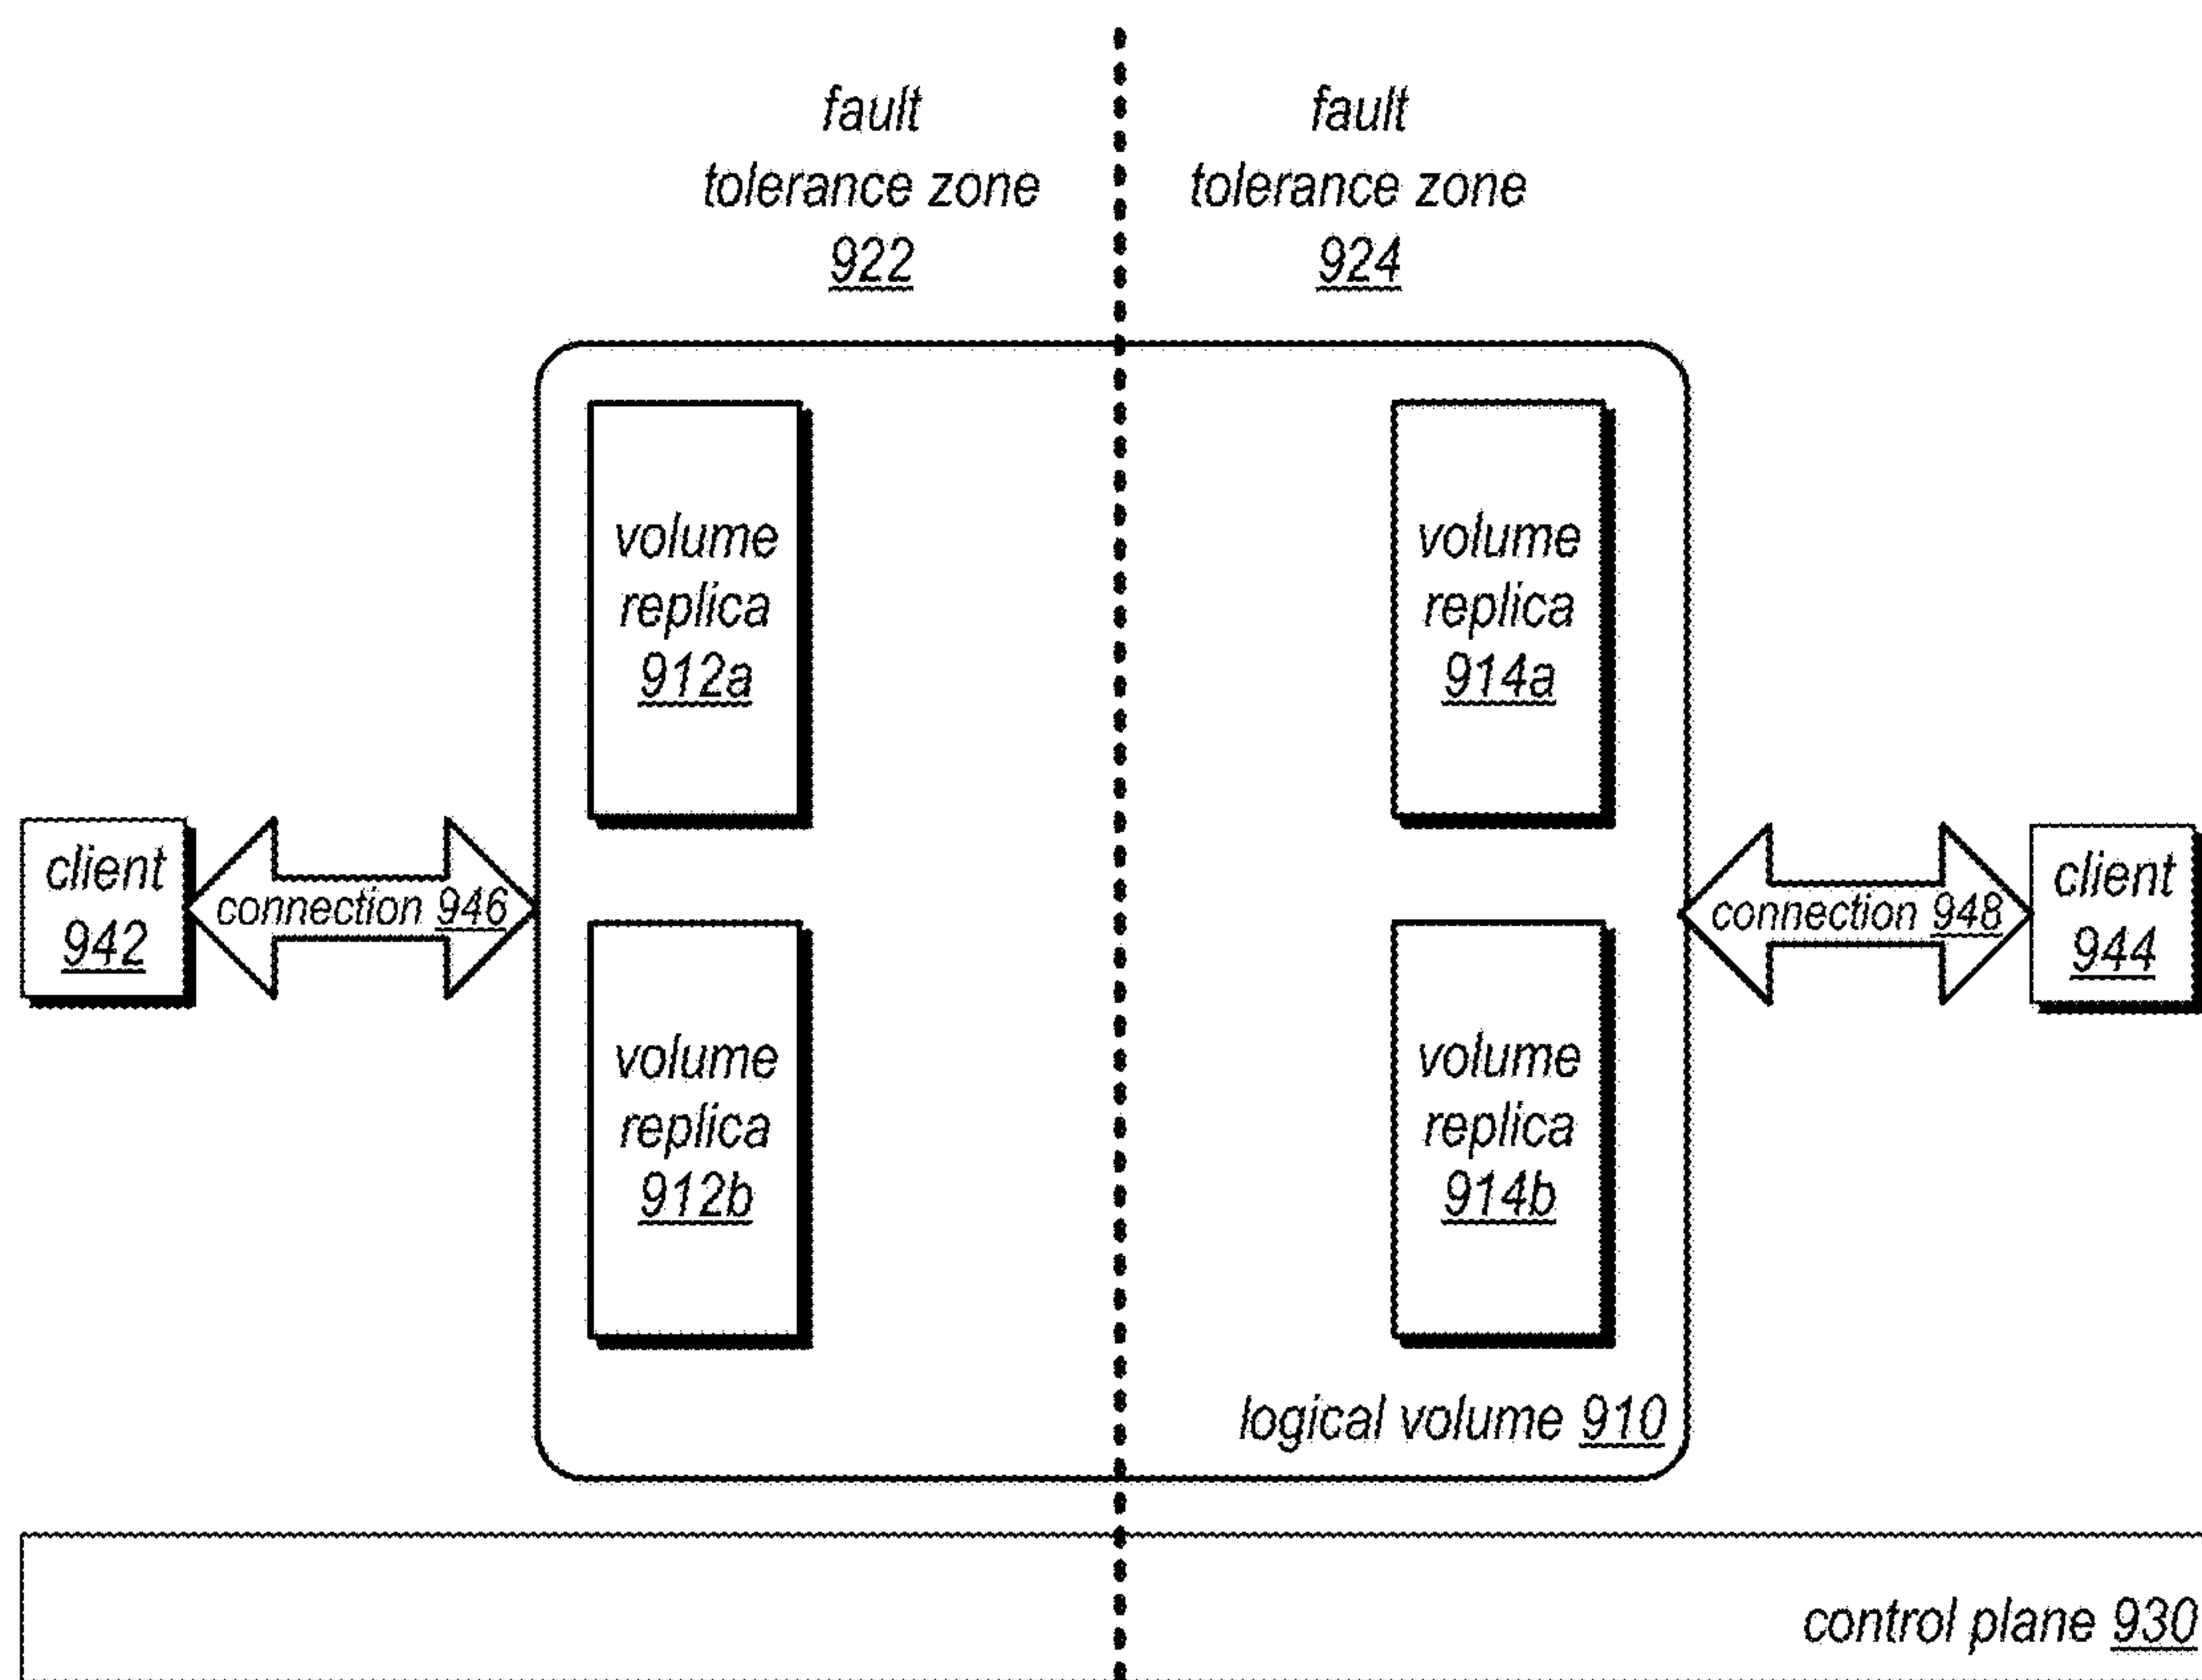 fault
tolerance zone
922
fault
tolerance zone
924
volume
replica
912a
volume
replica
914a
client
942
connection 946
connection 948
client
944
volume
replica
912b
volume
replica
914b
logical volume 910
control plane 930